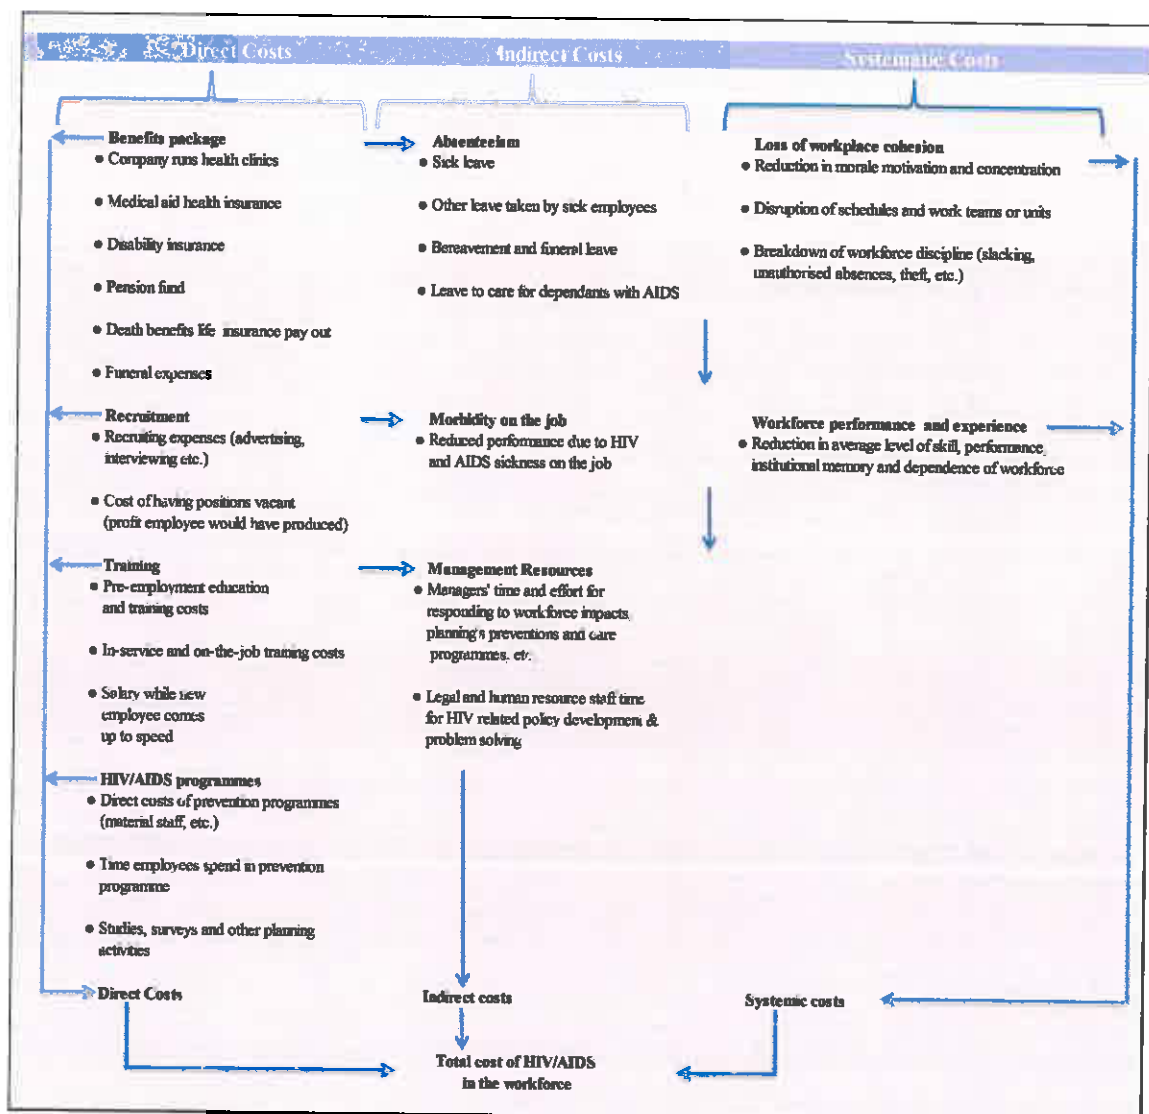 Direct Costs
Indirect Costs
Systematic Costs
Benefits package
• Company runs health clinics
• Medical aid health insurance
• Disability insurance
• Pension fund
• Death benefits life insurance pay out
• Funeral expenses
Recruitment
• Recruiting expenses (advertising,
interviewing etc.)
• Cost of having positions vacant
(profit employee would have produced)
Training
• Pre-employment education
and training costs
• In-service and on-the-job training costs
• Salary while new
employee comes
up to speed
HIV/AIDS programmes
• Direct costs of prevention programmes
(material staff, etc.)
• Time employees spend in prevention
programme
• Studies, surveys and other planning
activities
Direct Costs
Absenteeism
• Sick leave
• Other leave taken by sick employees
• Bereavement and funeral leave
• Leave to care for dependants with AIDS
Morbidity on the job
• Reduced performance due to HIV
and AIDS sickness on the job
Management Resources
• Managers' time and effort for
responding to workforce impacts,
planning's preventions and care
programmes, etc.
• Legal and human resource staff time
for HIV related policy development &
problem solving
Indirect costs
Loss of workplace cohesion
• Reduction in morale motivation and concentration
• Disruption of schedules and work teams or units
• Breakdown of workforce discipline (slacking,
unauthorised absences, theft, etc.)
Workforce performance and experience
• Reduction in average level of skill, performance,
institutional memory and dependence of workforce
Systemic costs
Total cost of HIV/AIDS
in the workforce